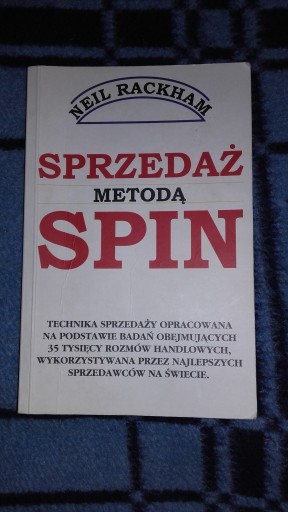 NEIL RACKHAM
SPRZEDAŻ
METODĄ
SPIN
TECHNIKA SPRZEDAŻY OPRACOWANA
NA PODSTAWIE BADAŃ OBEJMUJĄCYCH
35 TYSIĘCY ROZMÓW HANDLOWYCH,
WYKORZYSTYWANA PRZEZ NAJLEPSZYCH
SPRZEDAWCÓW NA ŚWIECIE.